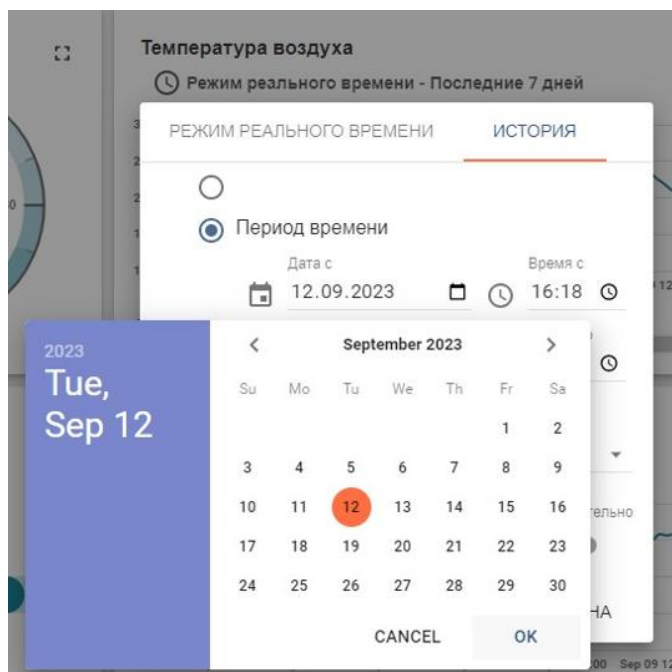 Температура воздуха
Режим реального времени - Последние 7 дней
РЕЖИМ РЕАЛЬНОГО ВРЕМЕНИ ИСТОРИЯ
Период времени
Дата с Время с
12.09.2023 16:18
2023
Tue,
Sep 12
September 2023
Su Mo Tu We Th Fr Sa
1 2
3 4 5 6 7 8 9
10 11 12 13 14 15 16
17 18 19 20 21 22 23
24 25 26 27 28 29 30
CANCEL OK
Sep 09 1